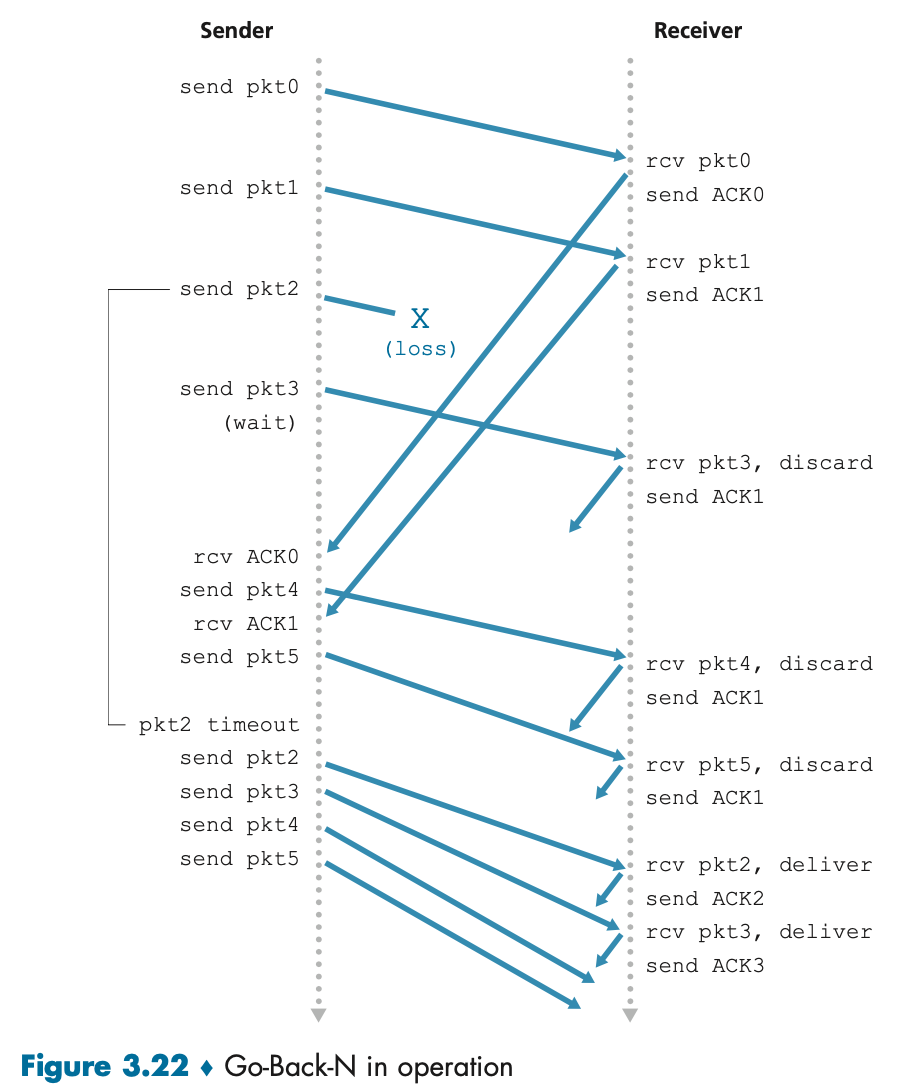 Sender
Receiver
send pkt0
rcv pkt0
send pkt1
send ACK0
rcv pkt1
send pkt2
send ACK1
X
(loss)
send pkt3
(wait)
rcv pkt3, discard
send ACK1
rcv ACK0
send pkt4
rcv ACK1
send pkt5
rcv pkt4, discard
send ACK1
pkt2 timeout
send pkt2
rcv pkt5, discard
send pkt3
send ACK1
send pkt4
send pkt5
rcv pkt2, deliver
send ACK2
rcv pkt3, deliver
send ACK3
Figure 3.22 ♦ Go-Back-N in operation